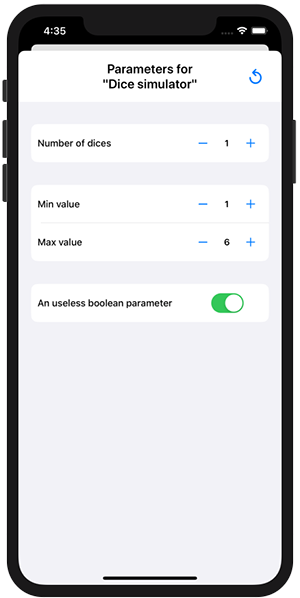 4:35
Parameters for
"Dice simulator"
Number of dices − 1 +
Min value − 1 +
Max value − 6 +
An useless boolean parameter